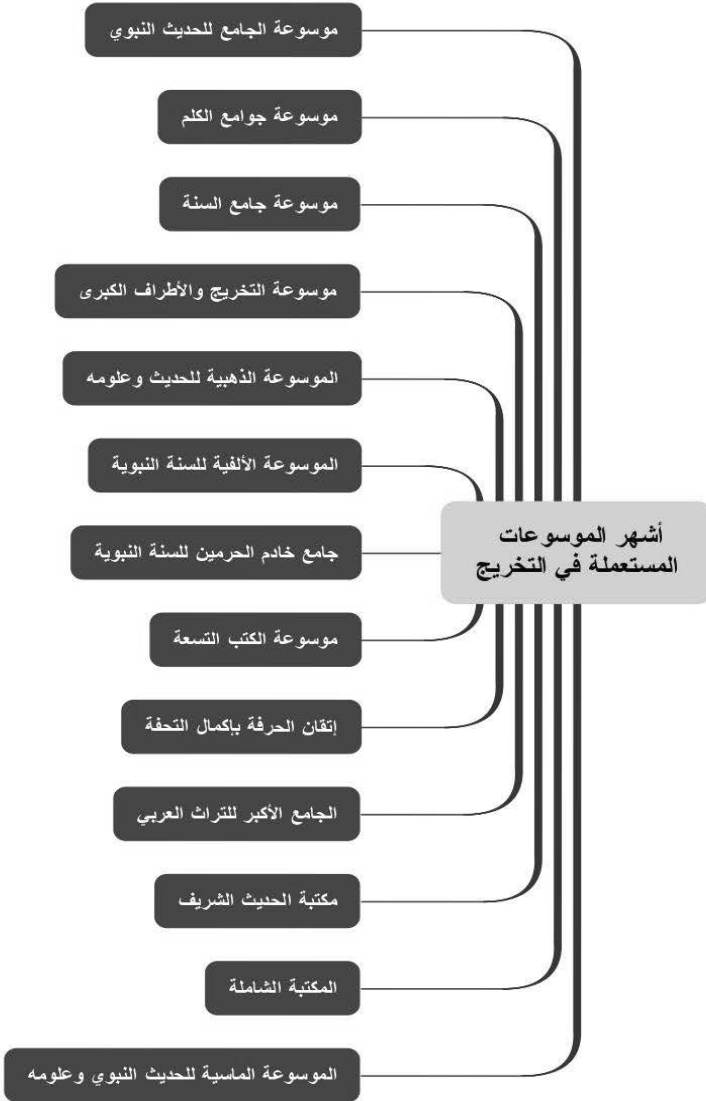 أشهر الموسوعات
المستعملة في التخريج
موسوعة الجامع للحديث النبوي
موسوعة جوامع الكلم
موسوعة جامع السنة
موسوعة التخريج والأطراف الكبرى
الموسوعة الذهبية للحديث وعلومه
الموسوعة الألفية للسنة النبوية
جامع خادم الحرمين للسنة النبوية
موسوعة الكتب التسعة
إتقان الحرفة بإكمال التحفة
الجامع الأكبر للتراث العربي
مكتبة الحديث الشريف
المكتبة الشاملة
الموسوعة الماسية للحديث النبوي وعلومه